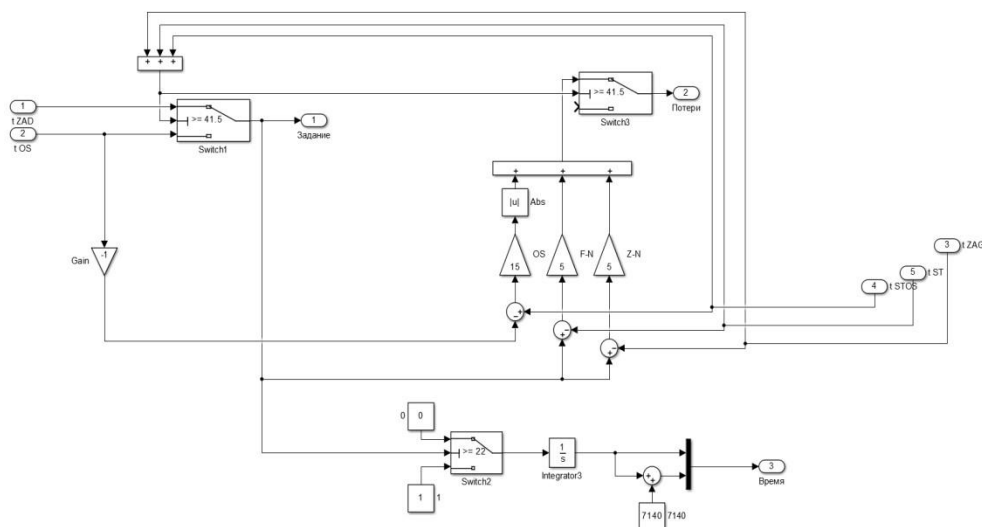 + + +
1
t ZAD
2
t OS
>= 41.5
Switch1
1
Задание
>= 41.5
Switch3
2
Потери
+ + +
|u|
Abs
-1
Gain
15
OS
5
F-N
5
Z-N
3
t ZAG
5
t ST
4
t STOS
− +
+ −
+ −
0
0
>= 22
Switch2
1
1
1
s
Integrator3
+
+
7140
7140
3
Время